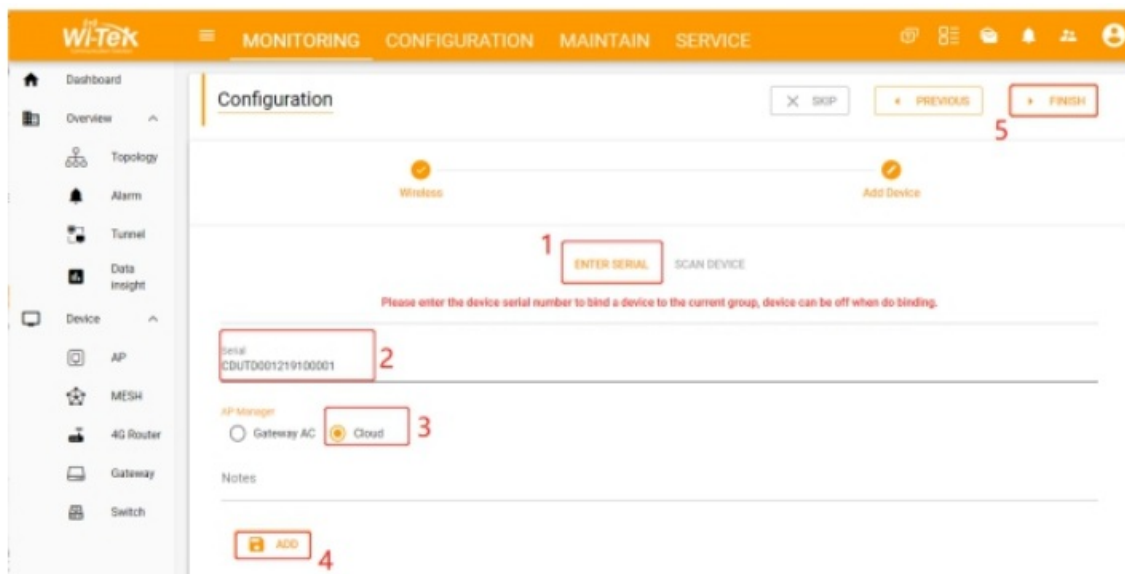 Wi-Tek
MONITORING CONFIGURATION MAINTAIN SERVICE
Dashboard
Overview
Topology
Alarm
Tunnel
Data
insight
Device
AP
MESH
4G Router
Gateway
Switch
Configuration
SKIP
PREVIOUS
FINISH
5
Wireless
Add Device
1
ENTER SERIAL
SCAN DEVICE
Please enter the device serial number to bind a device to the current group, device can be off when do binding.
Serial
CDUTD001219100001
2
AP Manager
Gateway AC
Cloud
3
Notes
ADD
4